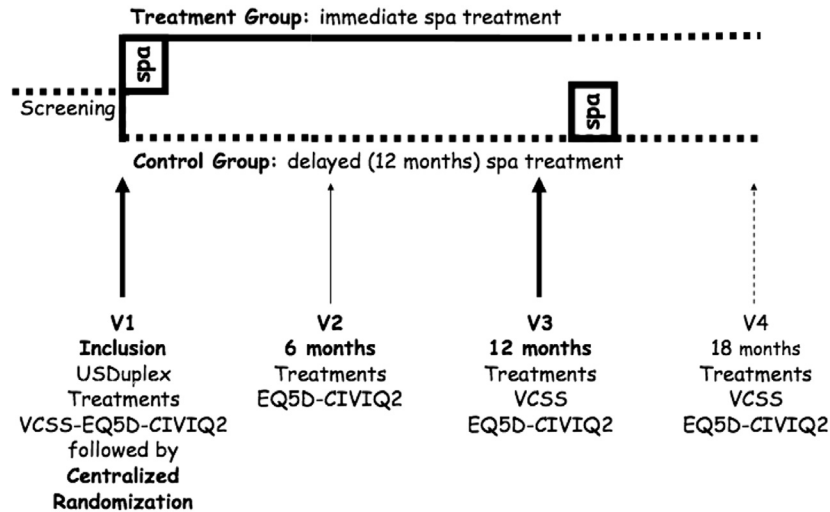 Treatment Group: immediate spa treatment
spa
Screening
spa
Control Group: delayed (12 months) spa treatment
V1
Inclusion
USDuplex
Treatments
VCSS-EQ5D-CIVIQ2
followed by
Centralized
Randomization
V2
6 months
Treatments
EQ5D-CIVIQ2
V3
12 months
Treatments
VCSS
EQ5D-CIVIQ2
V4
18 months
Treatments
VCSS
EQ5D-CIVIQ2